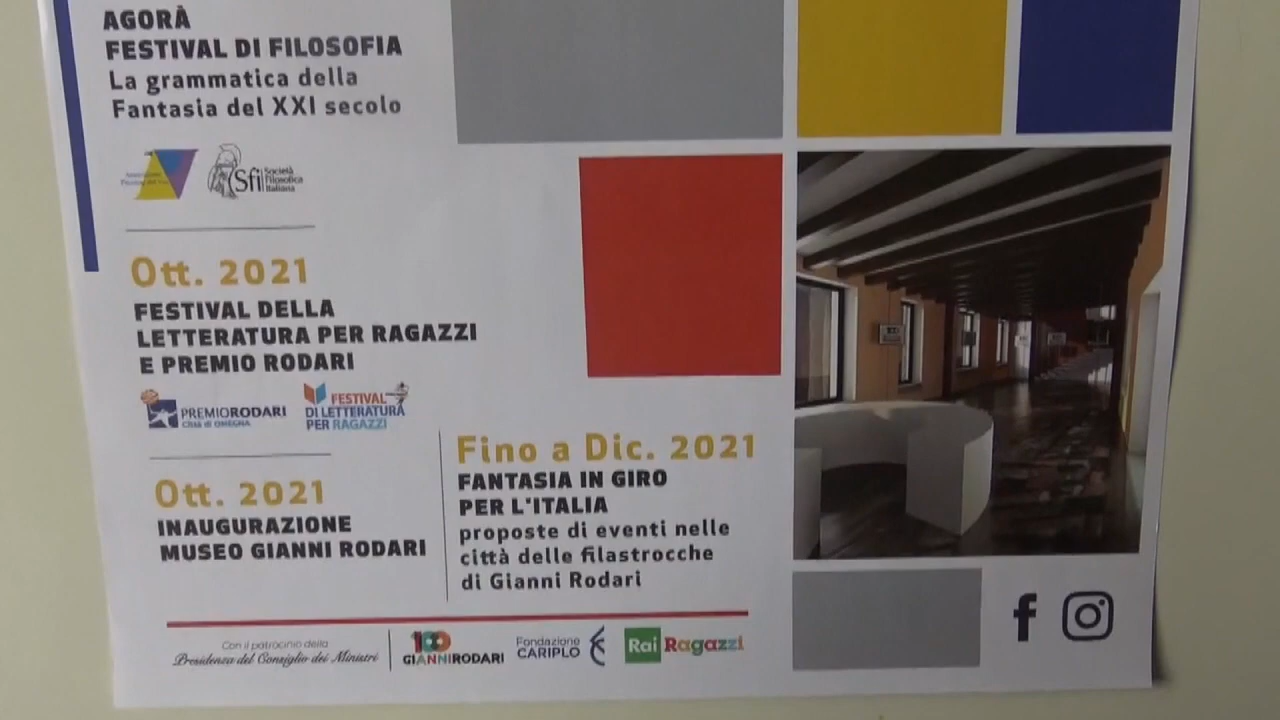 AGORÀ
FESTIVAL DI FILOSOFIA
La grammatica della
Fantasia del XXI secolo
Sfi
Società
Filosofica
Italiana
Ott. 2021
FESTIVAL DELLA
LETTERATURA PER RAGAZZI
E PREMIO RODARI
PREMIORODARI
Città di OMEGNA
FESTIVAL
DI LETTERATURA
PER RAGAZZI
Ott. 2021
INAUGURAZIONE
MUSEO GIANNI RODARI
Fino a Dic. 2021
FANTASIA IN GIRO
PER L'ITALIA
proposte di eventi nelle
città delle filastrocche
di Gianni Rodari
Con il patrocinio della
Presidenza del Consiglio dei Ministri
100
GIANNIRODARI
Fondazione
CARIPLO
Rai Ragazzi